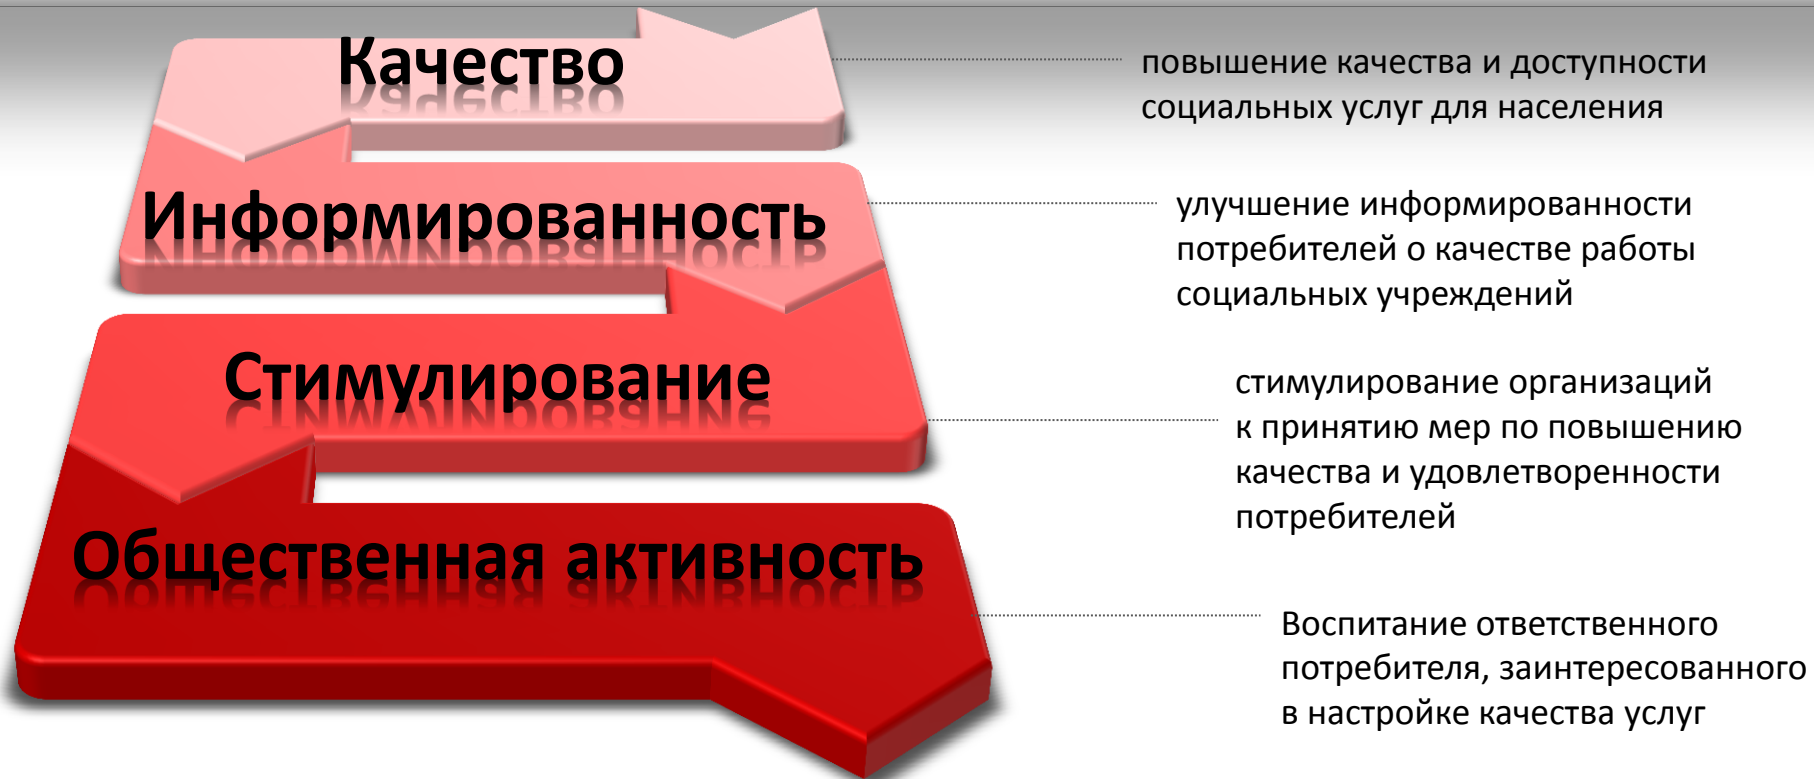 Качество
повышение качества и доступности
социальных услуг для населения
Информированность
улучшение информированности
потребителей о качестве работы
социальных учреждений
Стимулирование
стимулирование организаций
к принятию мер по повышению
качества и удовлетворенности
потребителей
Общественная активность
Воспитание ответственного
потребителя, заинтересованного
в настройке качества услуг